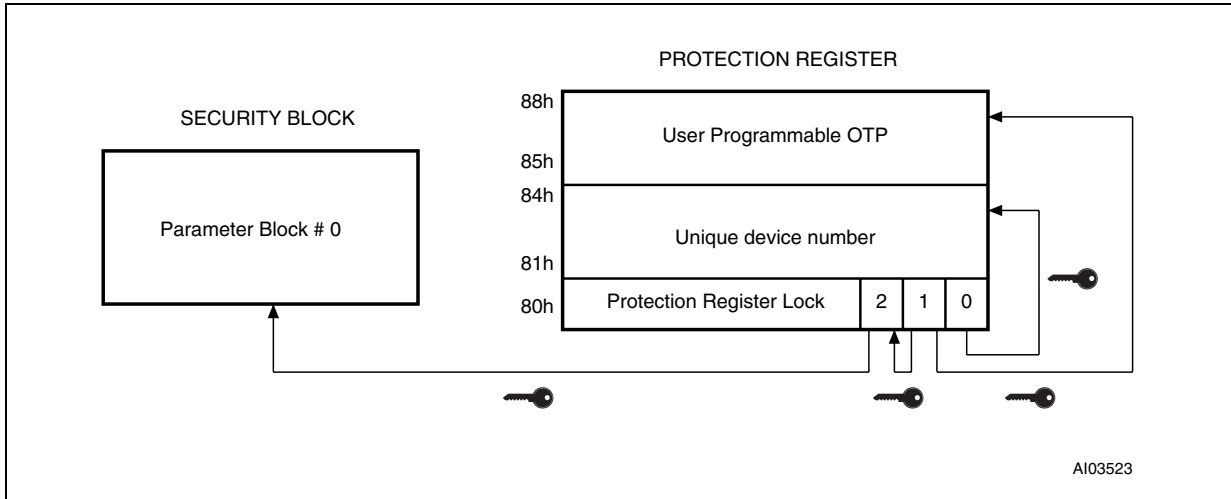 PROTECTION REGISTER
SECURITY BLOCK
88h
User Programmable OTP
85h
84h
Parameter Block # 0
Unique device number
81h
80h
Protection Register Lock 2 1 0
AI03523